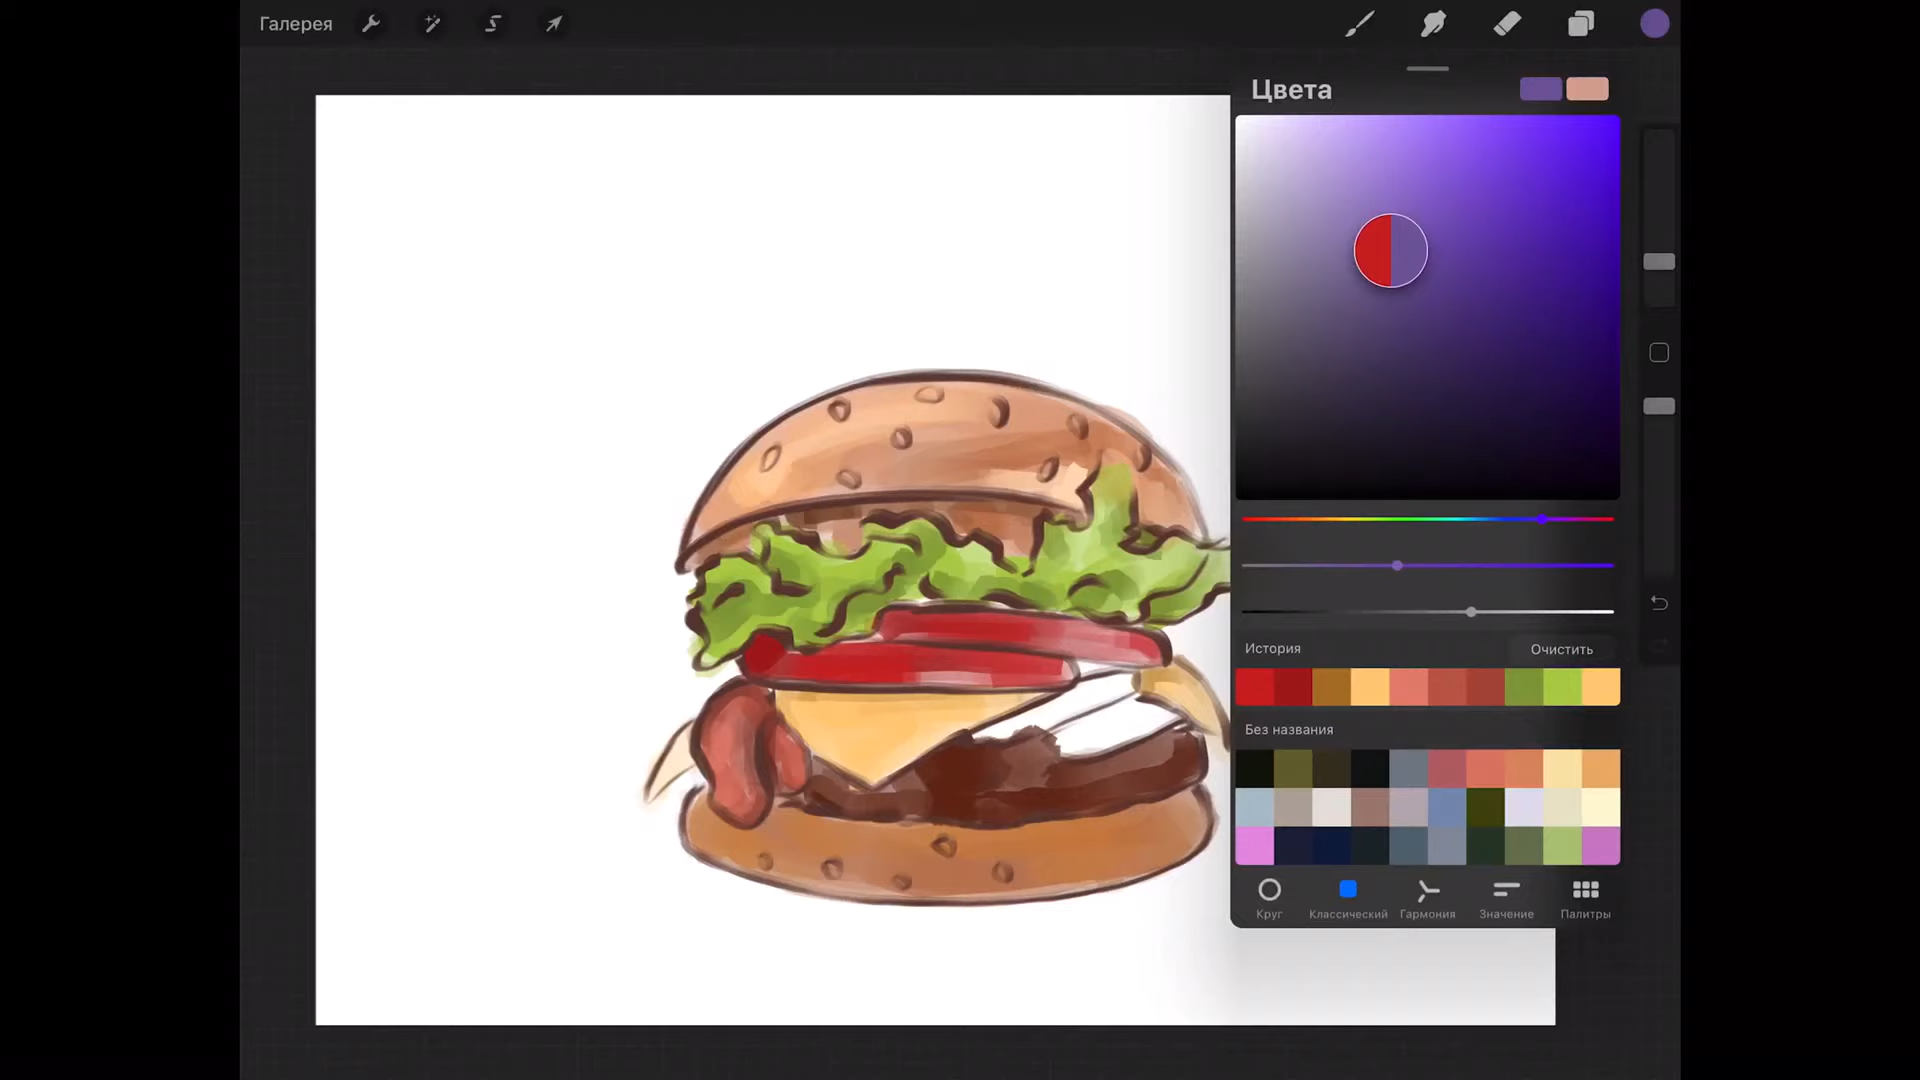 Галерея
Цвета
История
Очистить
Без названия
Круг
Классический
Гармония
Значение
Палитры